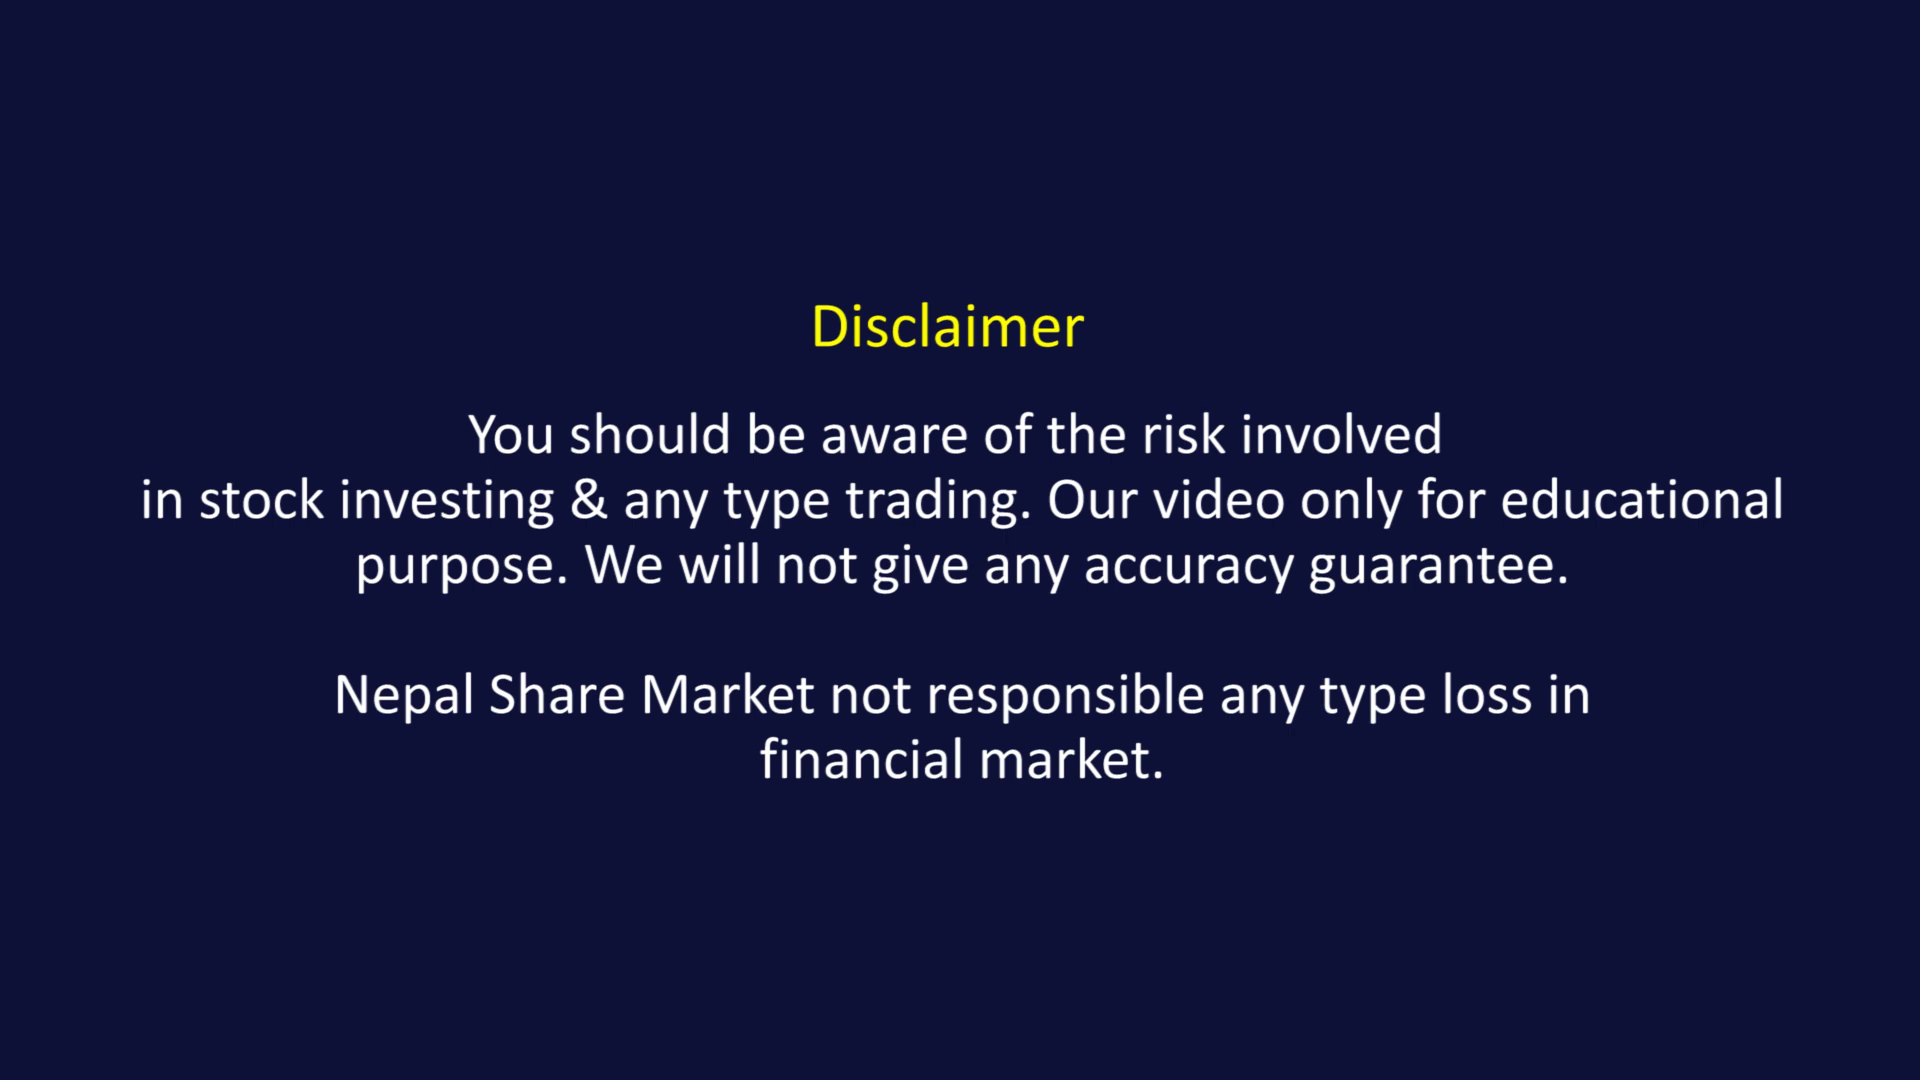 Disclaimer
You should be aware of the risk involved
in stock investing & any type trading. Our video only for educational
purpose. We will not give any accuracy guarantee.
Nepal Share Market not responsible any type loss in
financial market.